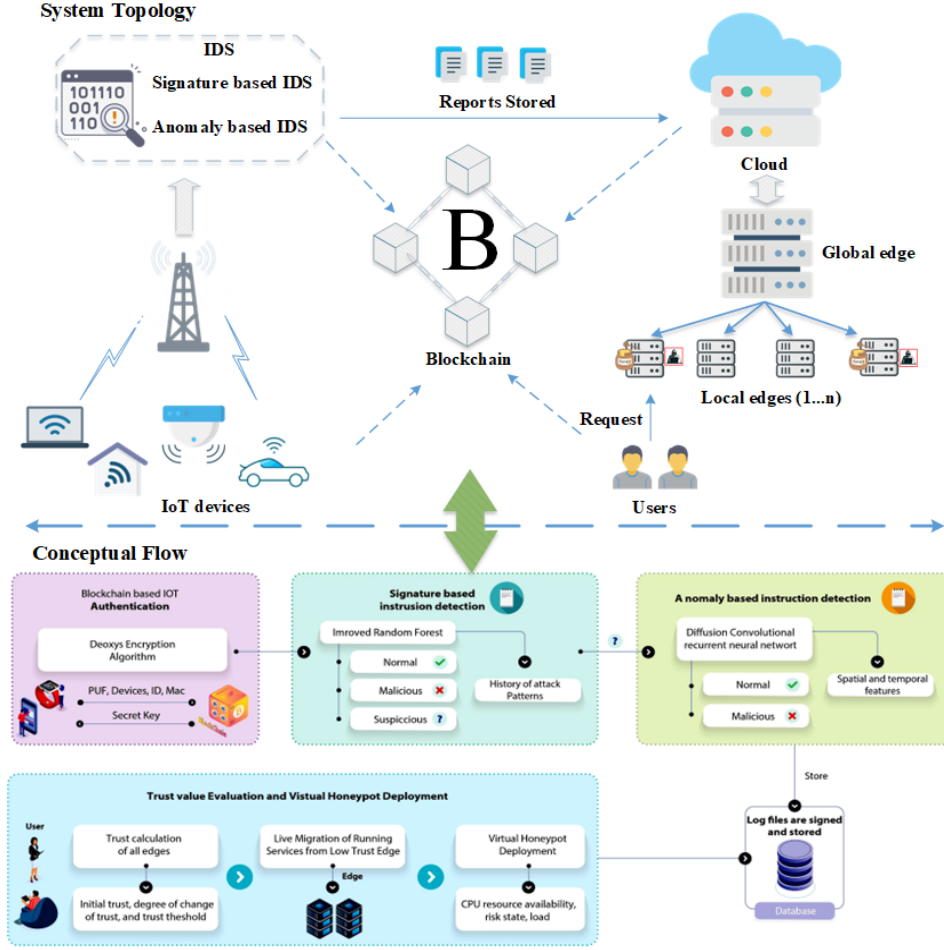 System Topology
IDS
Signature based IDS
Anomaly based IDS
101110
001
110
Reports Stored
Cloud
Global edge
B
Blockchain
Local edges (1...n)
Request
IoT devices
Users
Conceptual Flow
Blockchain based IOT
Authentication
Deoxys Encryption
Algorithm
PUF, Devices, ID, Mac
Secret Key
Signature based
instrusion detection
Imroved Random Forest
Normal
Malicious
Suspiccious
?
History of attack
Patterns
?
A nomaly based instruction detection
Diffusion Convolutional
recurrent neural networt
Normal
Malicious
Spatial and temporal
features
Store
Trust value Evaluation and Vistual Honeypot Deployment
User
Trust calculation
of all edges
Initial trust, degree of change
of trust, and trust theshold
Live Migration of Running
Services from Low Trust Edge
Edge
Virtual Honeypot
Deployment
CPU resource availability,
risk state, load
Log files are signed
and stored
Database